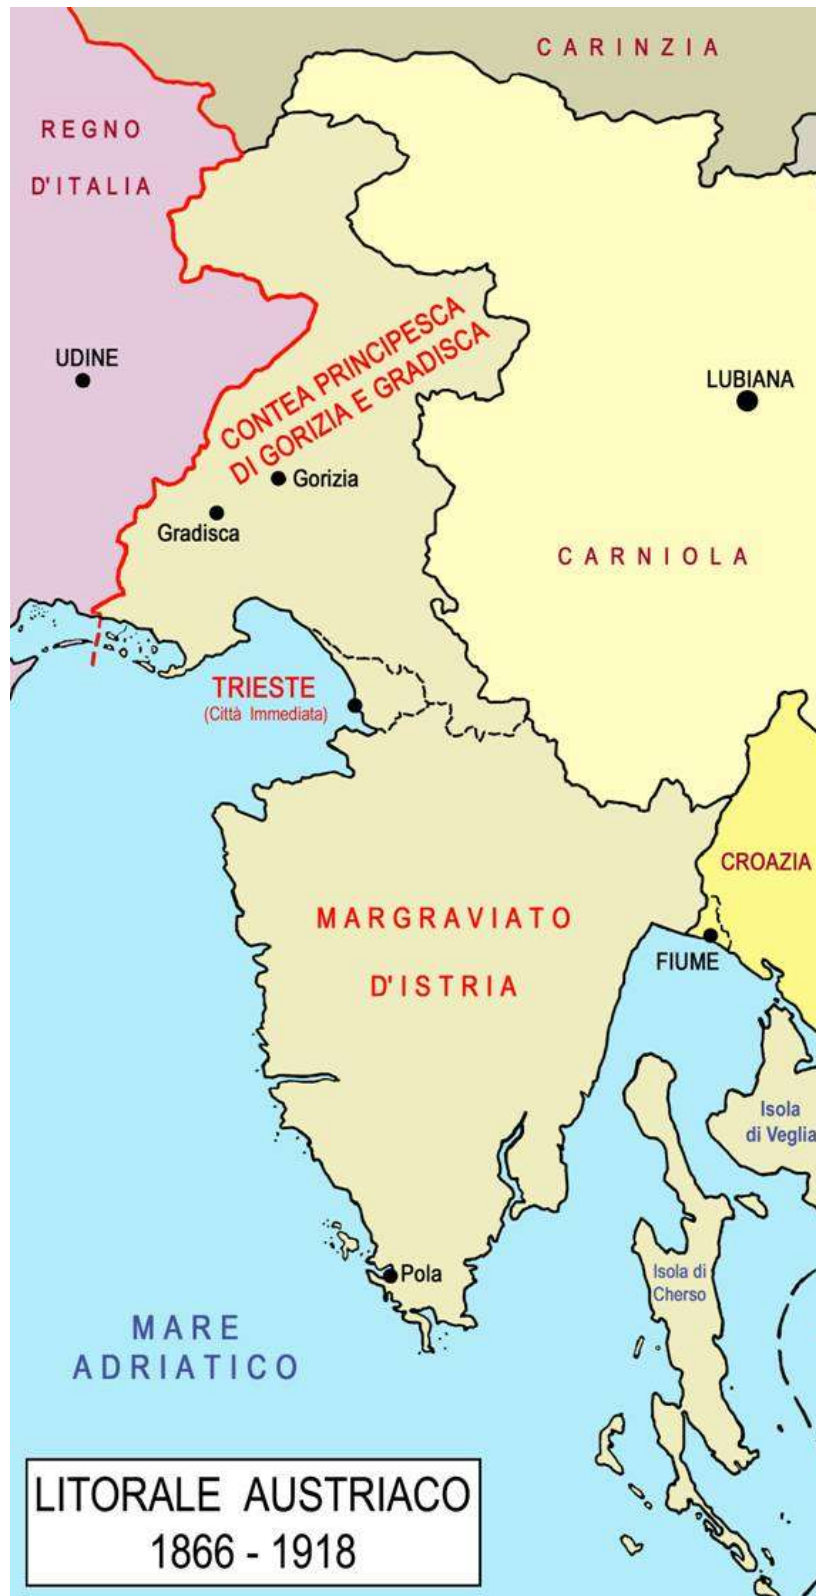 CARINZIA
REGNO
D'ITALIA
UDINE
CONTEA PRINCIPESCA
DI GORIZIA E GRADISCA
LUBIANA
Gorizia
Gradisca
CARNIOLA
TRIESTE
(Città Immediata)
CROAZIA
MARGRAVIATO
D'ISTRIA
FIUME
Isola
di Veglia
Isola di
Cherso
Pola
MARE
ADRIATICO
LITORALE AUSTRIACO
1866 - 1918